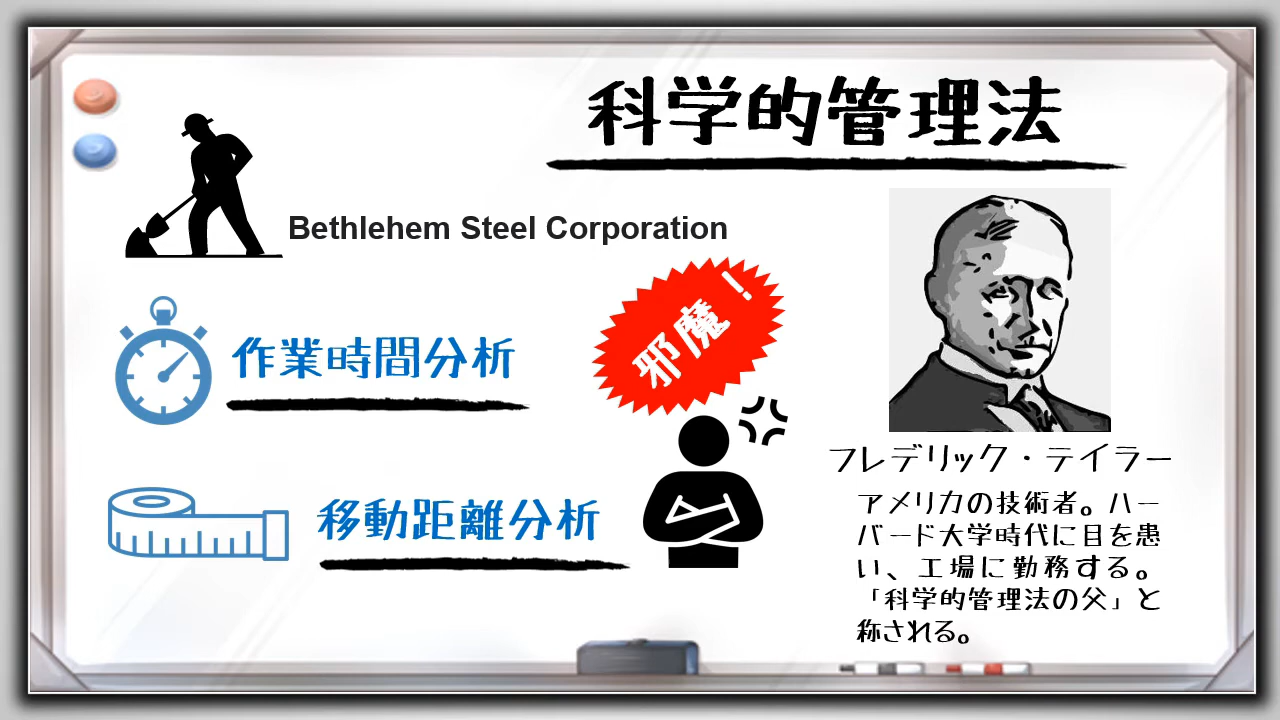 科学的管理法
Bethlehem Steel Corporation
邪魔！
作業時間分析
移動距離分析
フレデリック・テイラー
アメリカの技術者。ハー
バード大学時代に目を患
い、工場に勤務する。
「科学的管理法の父」と
称される。